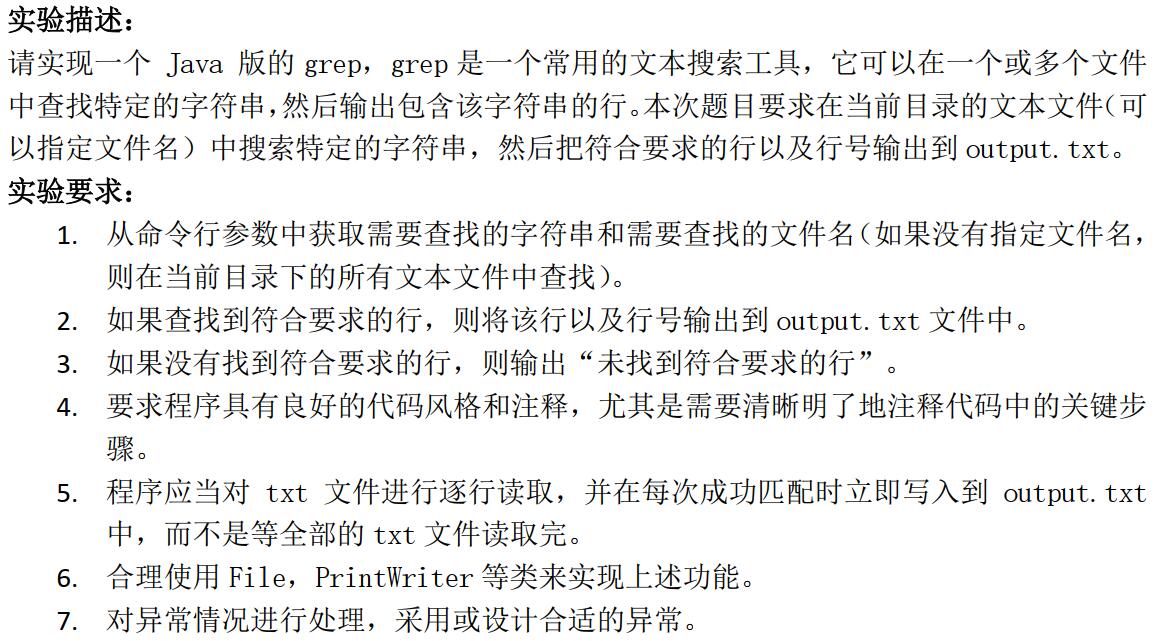 实验描述：
请实现一个 Java 版的 grep，grep 是一个常用的文本搜索工具，它可以在一个或多个文件
中查找特定的字符串，然后输出包含该字符串的行。本次题目要求在当前目录的文本文件（可
以指定文件名）中搜索特定的字符串，然后把符合要求的行以及行号输出到 output.txt。
实验要求：
1. 从命令行参数中获取需要查找的字符串和需要查找的文件名（如果没有指定文件名，
则在当前目录下的所有文本文件中查找）。
2. 如果查找到符合要求的行，则将该行以及行号输出到 output.txt 文件中。
3. 如果没有找到符合要求的行，则输出“未找到符合要求的行”。
4. 要求程序具有良好的代码风格和注释，尤其是需要清晰明了地注释代码中的关键步
骤。
5. 程序应当对 txt 文件进行逐行读取，并在每次成功匹配时立即写入到 output.txt
中，而不是等全部的 txt 文件读取完。
6. 合理使用 File，PrintWriter 等类来实现上述功能。
7. 对异常情况进行处理，采用或设计合适的异常。